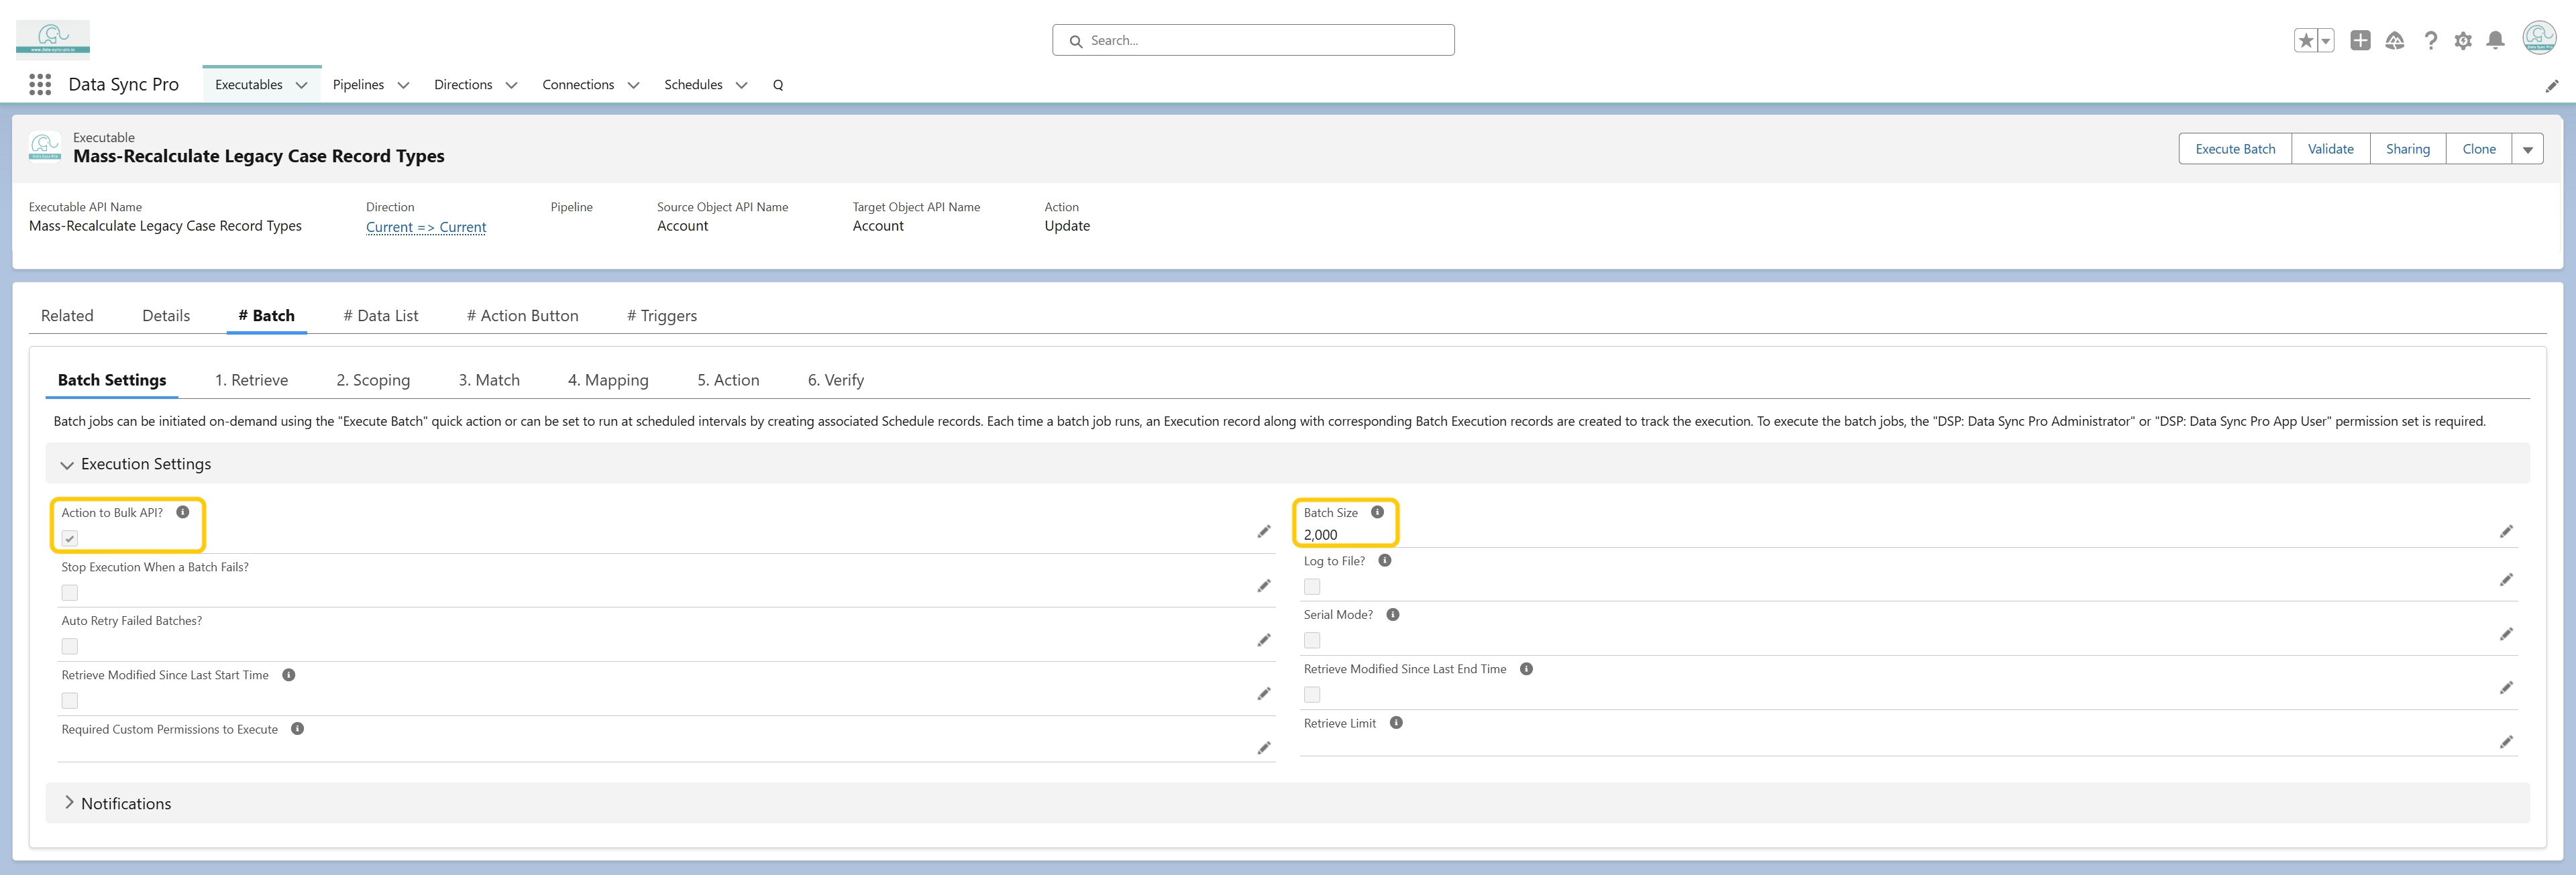 www.data-sync-pro.io
Search...
Data Sync Pro
Executables
Pipelines
Directions
Connections
Schedules
Q
Executable
Mass-Recalculate Legacy Case Record Types
Execute Batch
Validate
Sharing
Clone
Executable API Name
Mass-Recalculate Legacy Case Record Types
Direction
Current => Current
Pipeline
Source Object API Name
Account
Target Object API Name
Account
Action
Update
Related
Details
# Batch
# Data List
# Action Button
# Triggers
Batch Settings
1. Retrieve
2. Scoping
3. Match
4. Mapping
5. Action
6. Verify
Batch jobs can be initiated on-demand using the "Execute Batch" quick action or can be set to run at scheduled intervals by creating associated Schedule records. Each time a batch job runs, an Execution record along with corresponding Batch Execution records are created to track the execution. To execute the batch jobs, the "DSP: Data Sync Pro Administrator" or "DSP: Data Sync Pro App User" permission set is required.
Execution Settings
Action to Bulk API?
Batch Size
2,000
Stop Execution When a Batch Fails?
Log to File?
Auto Retry Failed Batches?
Serial Mode?
Retrieve Modified Since Last Start Time
Retrieve Modified Since Last End Time
Required Custom Permissions to Execute
Retrieve Limit
Notifications